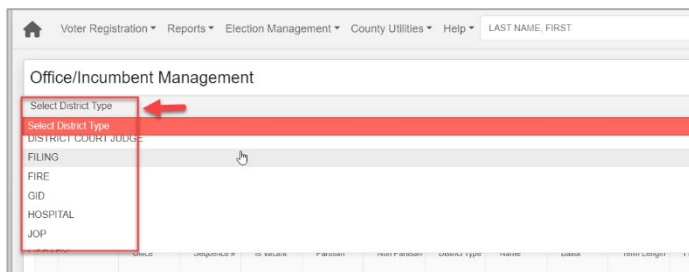 Voter Registration Reports Election Management County Utilities Help LAST NAME, FIRST
Office/Incumbent Management
Select District Type
Select District Type
DISTRICT COURT JUDGE
FILING
FIRE
GID
HOSPITAL
JOP
LIBRARY
Office Sequence # Is Vacant Partisan Non Partisan District Type Name Ballot Term Length